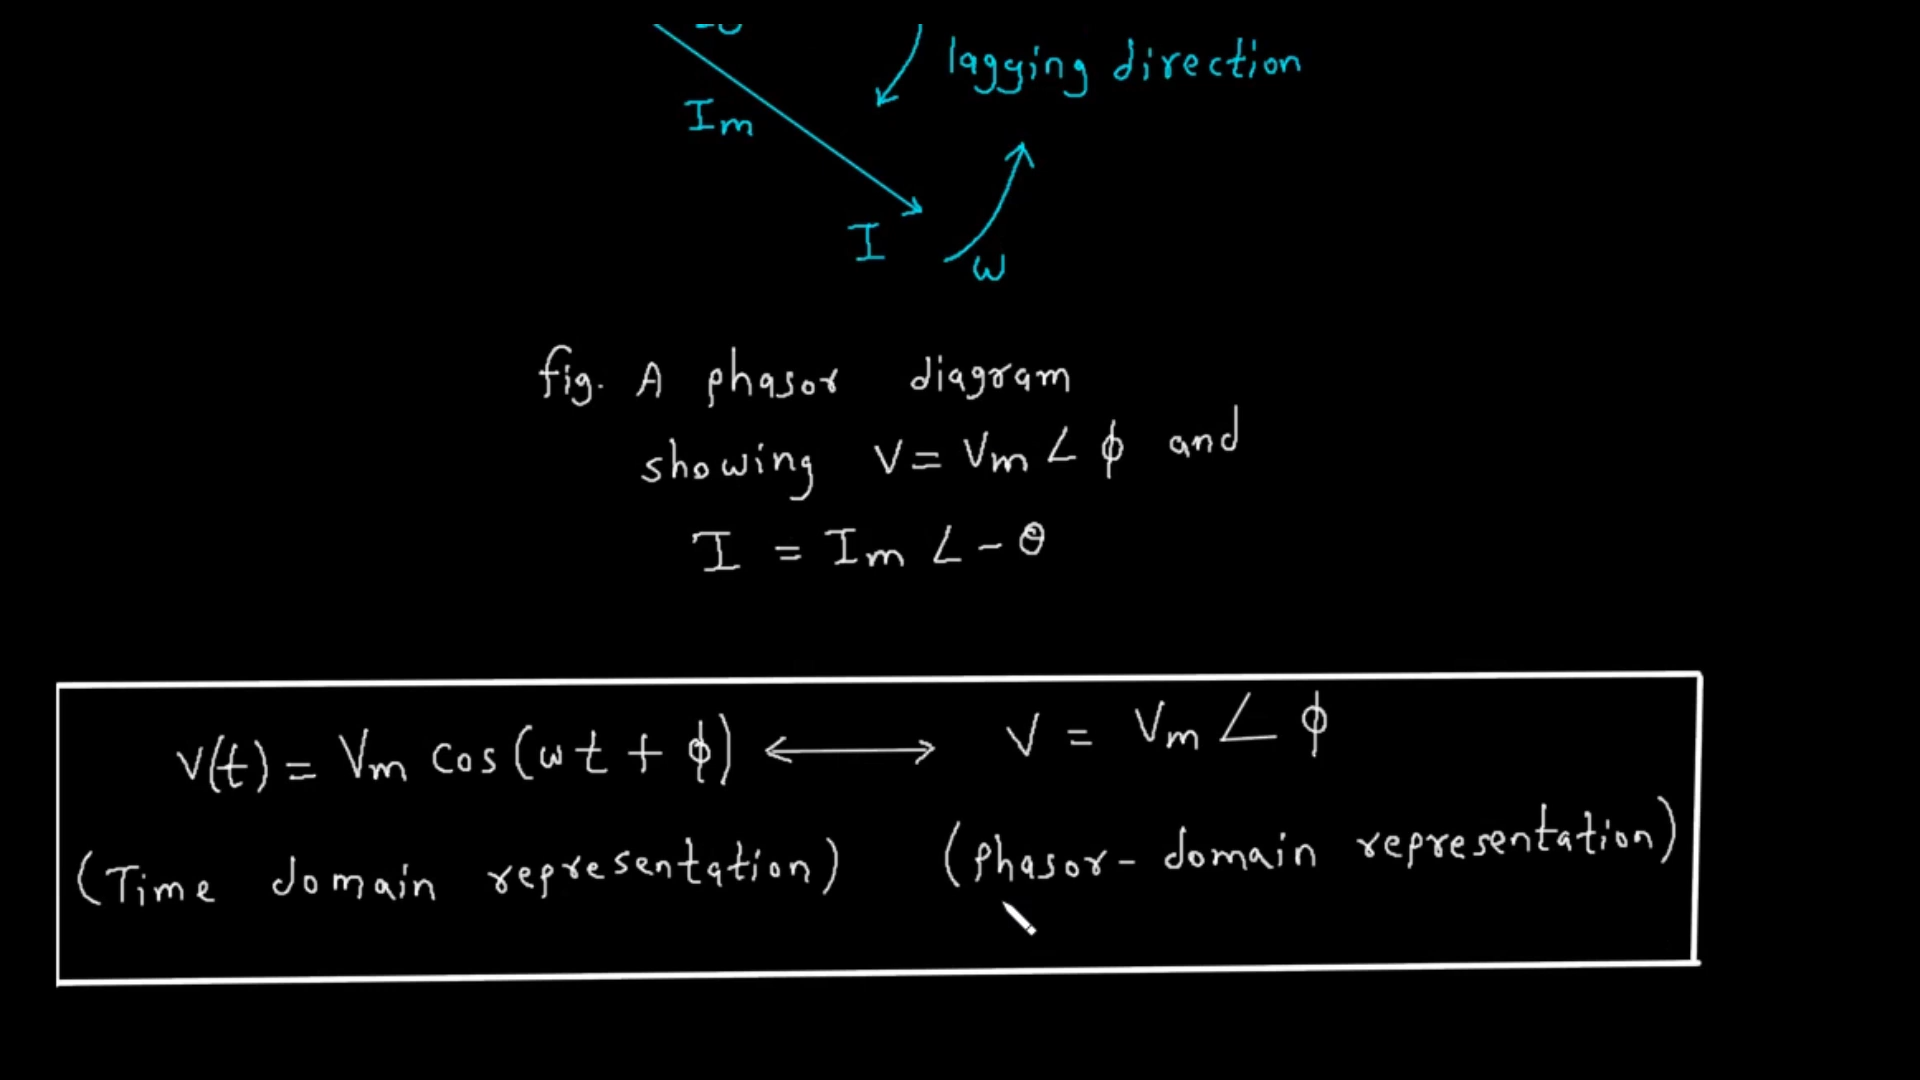 lagging direction
Im
I
ω
fig. A phasor diagram
showing V = Vm ∠ ϕ and
I = Im ∠ - θ
V(t) = Vm cos (ωt + ϕ) ⟷ V = Vm ∠ ϕ
(Time domain representation) (Phasor - domain representation)